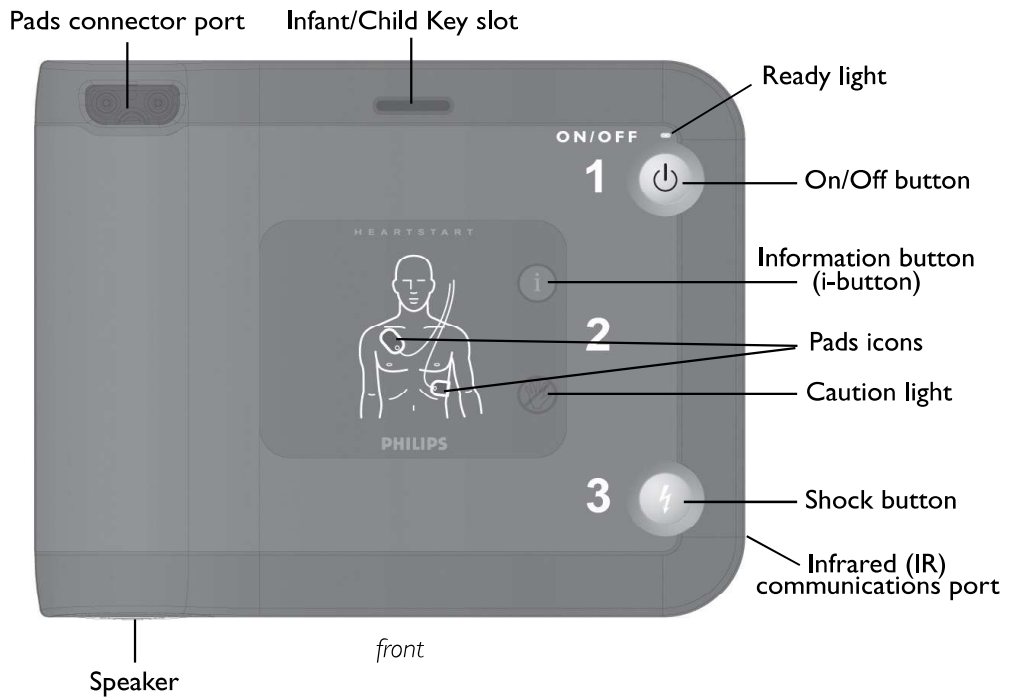 Pads connector port
Infant/Child Key slot
Ready light
ON/OFF
1
On/Off button
HEARTSTART
Information button
(i-button)
i
2
Pads icons
Caution light
PHILIPS
3
Shock button
Infrared (IR)
communications port
front
Speaker